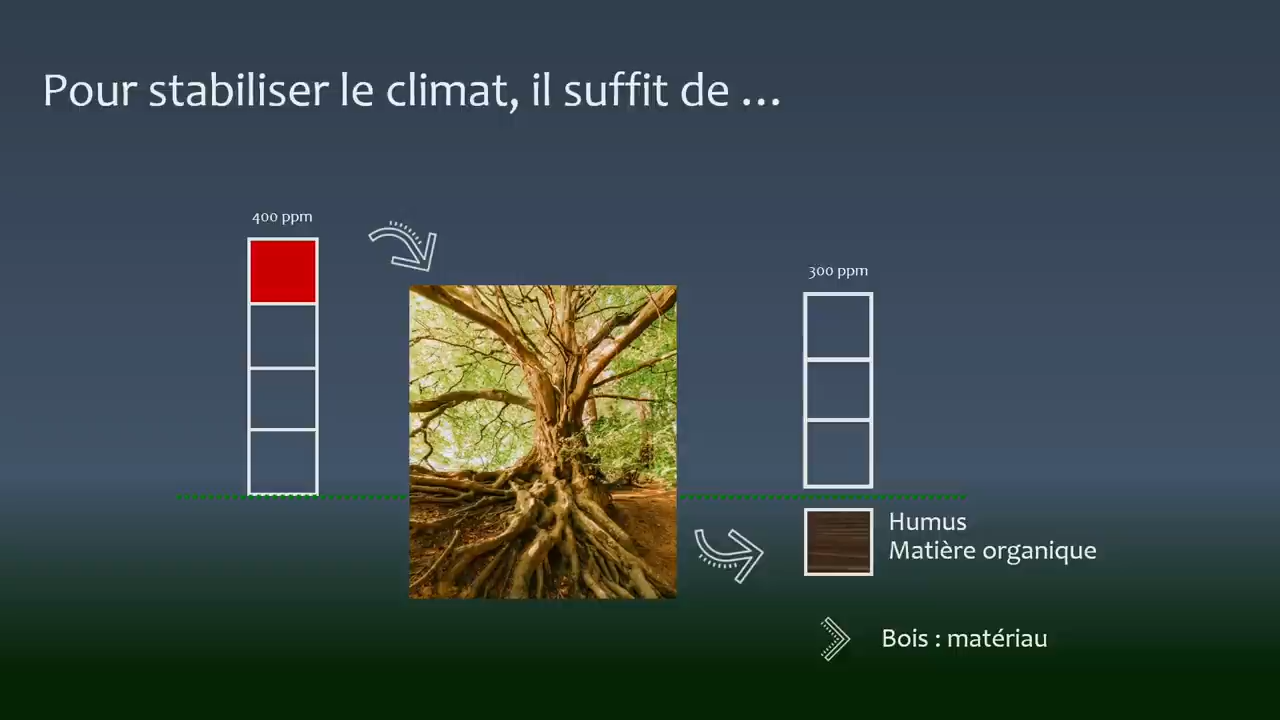 Pour stabiliser le climat, il suffit de ...
400 ppm
300 ppm
Humus
Matière organique
Bois : matériau